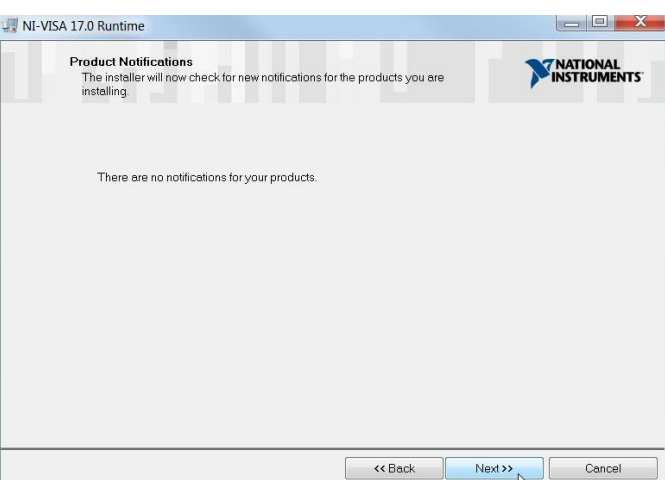 NI-VISA 17.0 Runtime
Product Notifications
The installer will now check for new notifications for the products you are
installing.
NATIONAL
INSTRUMENTS™
There are no notifications for your products.
<< Back
Next >>
Cancel